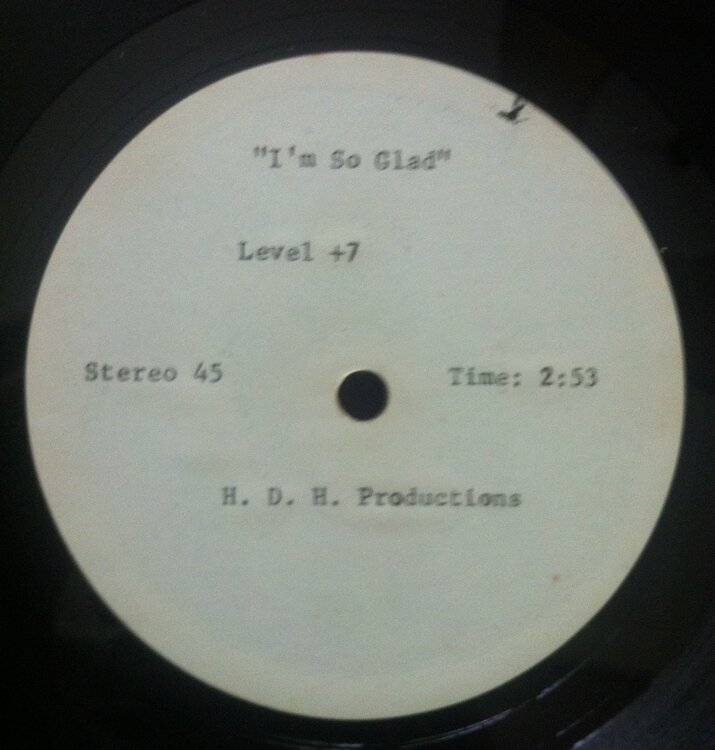 "I'm So Glad"
Level +7
Stereo 45 Time: 2:53
H. D. H. Productions